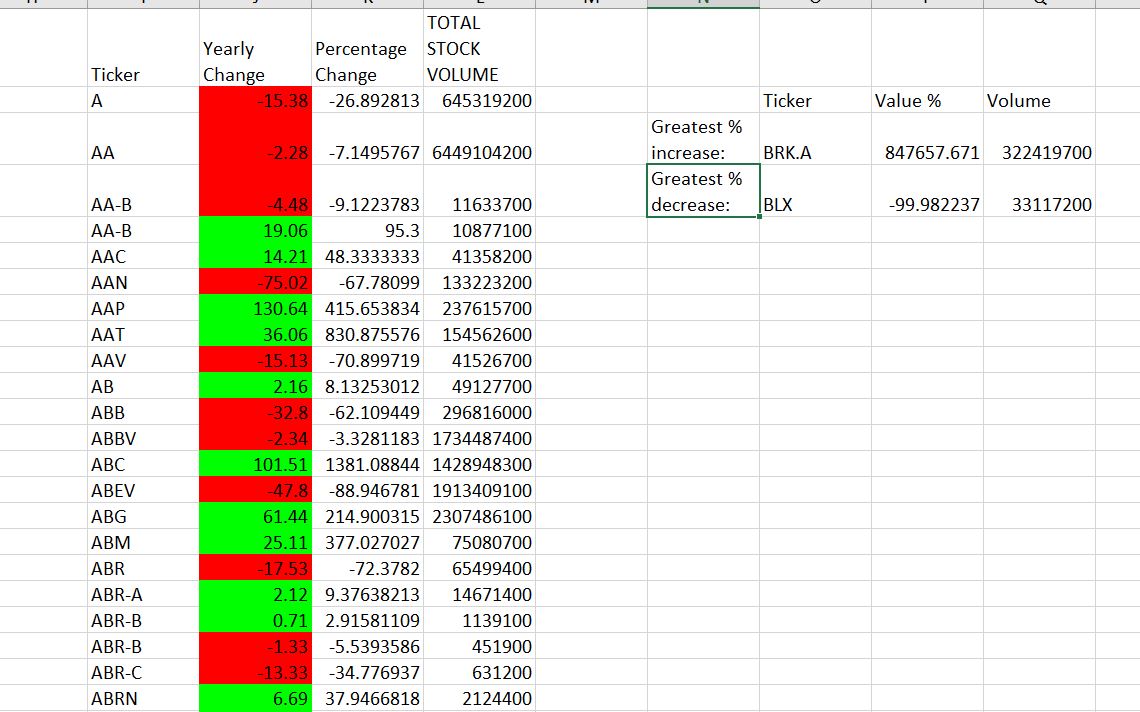 TOTAL
Yearly Percentage STOCK
Ticker Change Change VOLUME
A -15.38 -26.892813 645319200 Ticker Value % Volume
Greatest %
AA -2.28 -7.1495767 6449104200 increase: BRK.A 847657.671 322419700
Greatest %
AA-B -4.48 -9.1223783 11633700 decrease: BLX -99.982237 33117200
AA-B 19.06 95.3 10877100
AAC 14.21 48.3333333 41358200
AAN -75.02 -67.78099 133223200
AAP 130.64 415.653834 237615700
AAT 36.06 830.875576 154562600
AAV -15.13 -70.899719 41526700
AB 2.16 8.13253012 49127700
ABB -32.8 -62.109449 296816000
ABBV -2.34 -3.3281183 1734487400
ABC 101.51 1381.08844 1428948300
ABEV -47.8 -88.946781 1913409100
ABG 61.44 214.900315 2307486100
ABM 25.11 377.027027 75080700
ABR -17.53 -72.3782 65499400
ABR-A 2.12 9.37638213 14671400
ABR-B 0.71 2.91581109 1139100
ABR-B -1.33 -5.5393586 451900
ABR-C -13.33 -34.776937 631200
ABRN 6.69 37.9466818 2124400